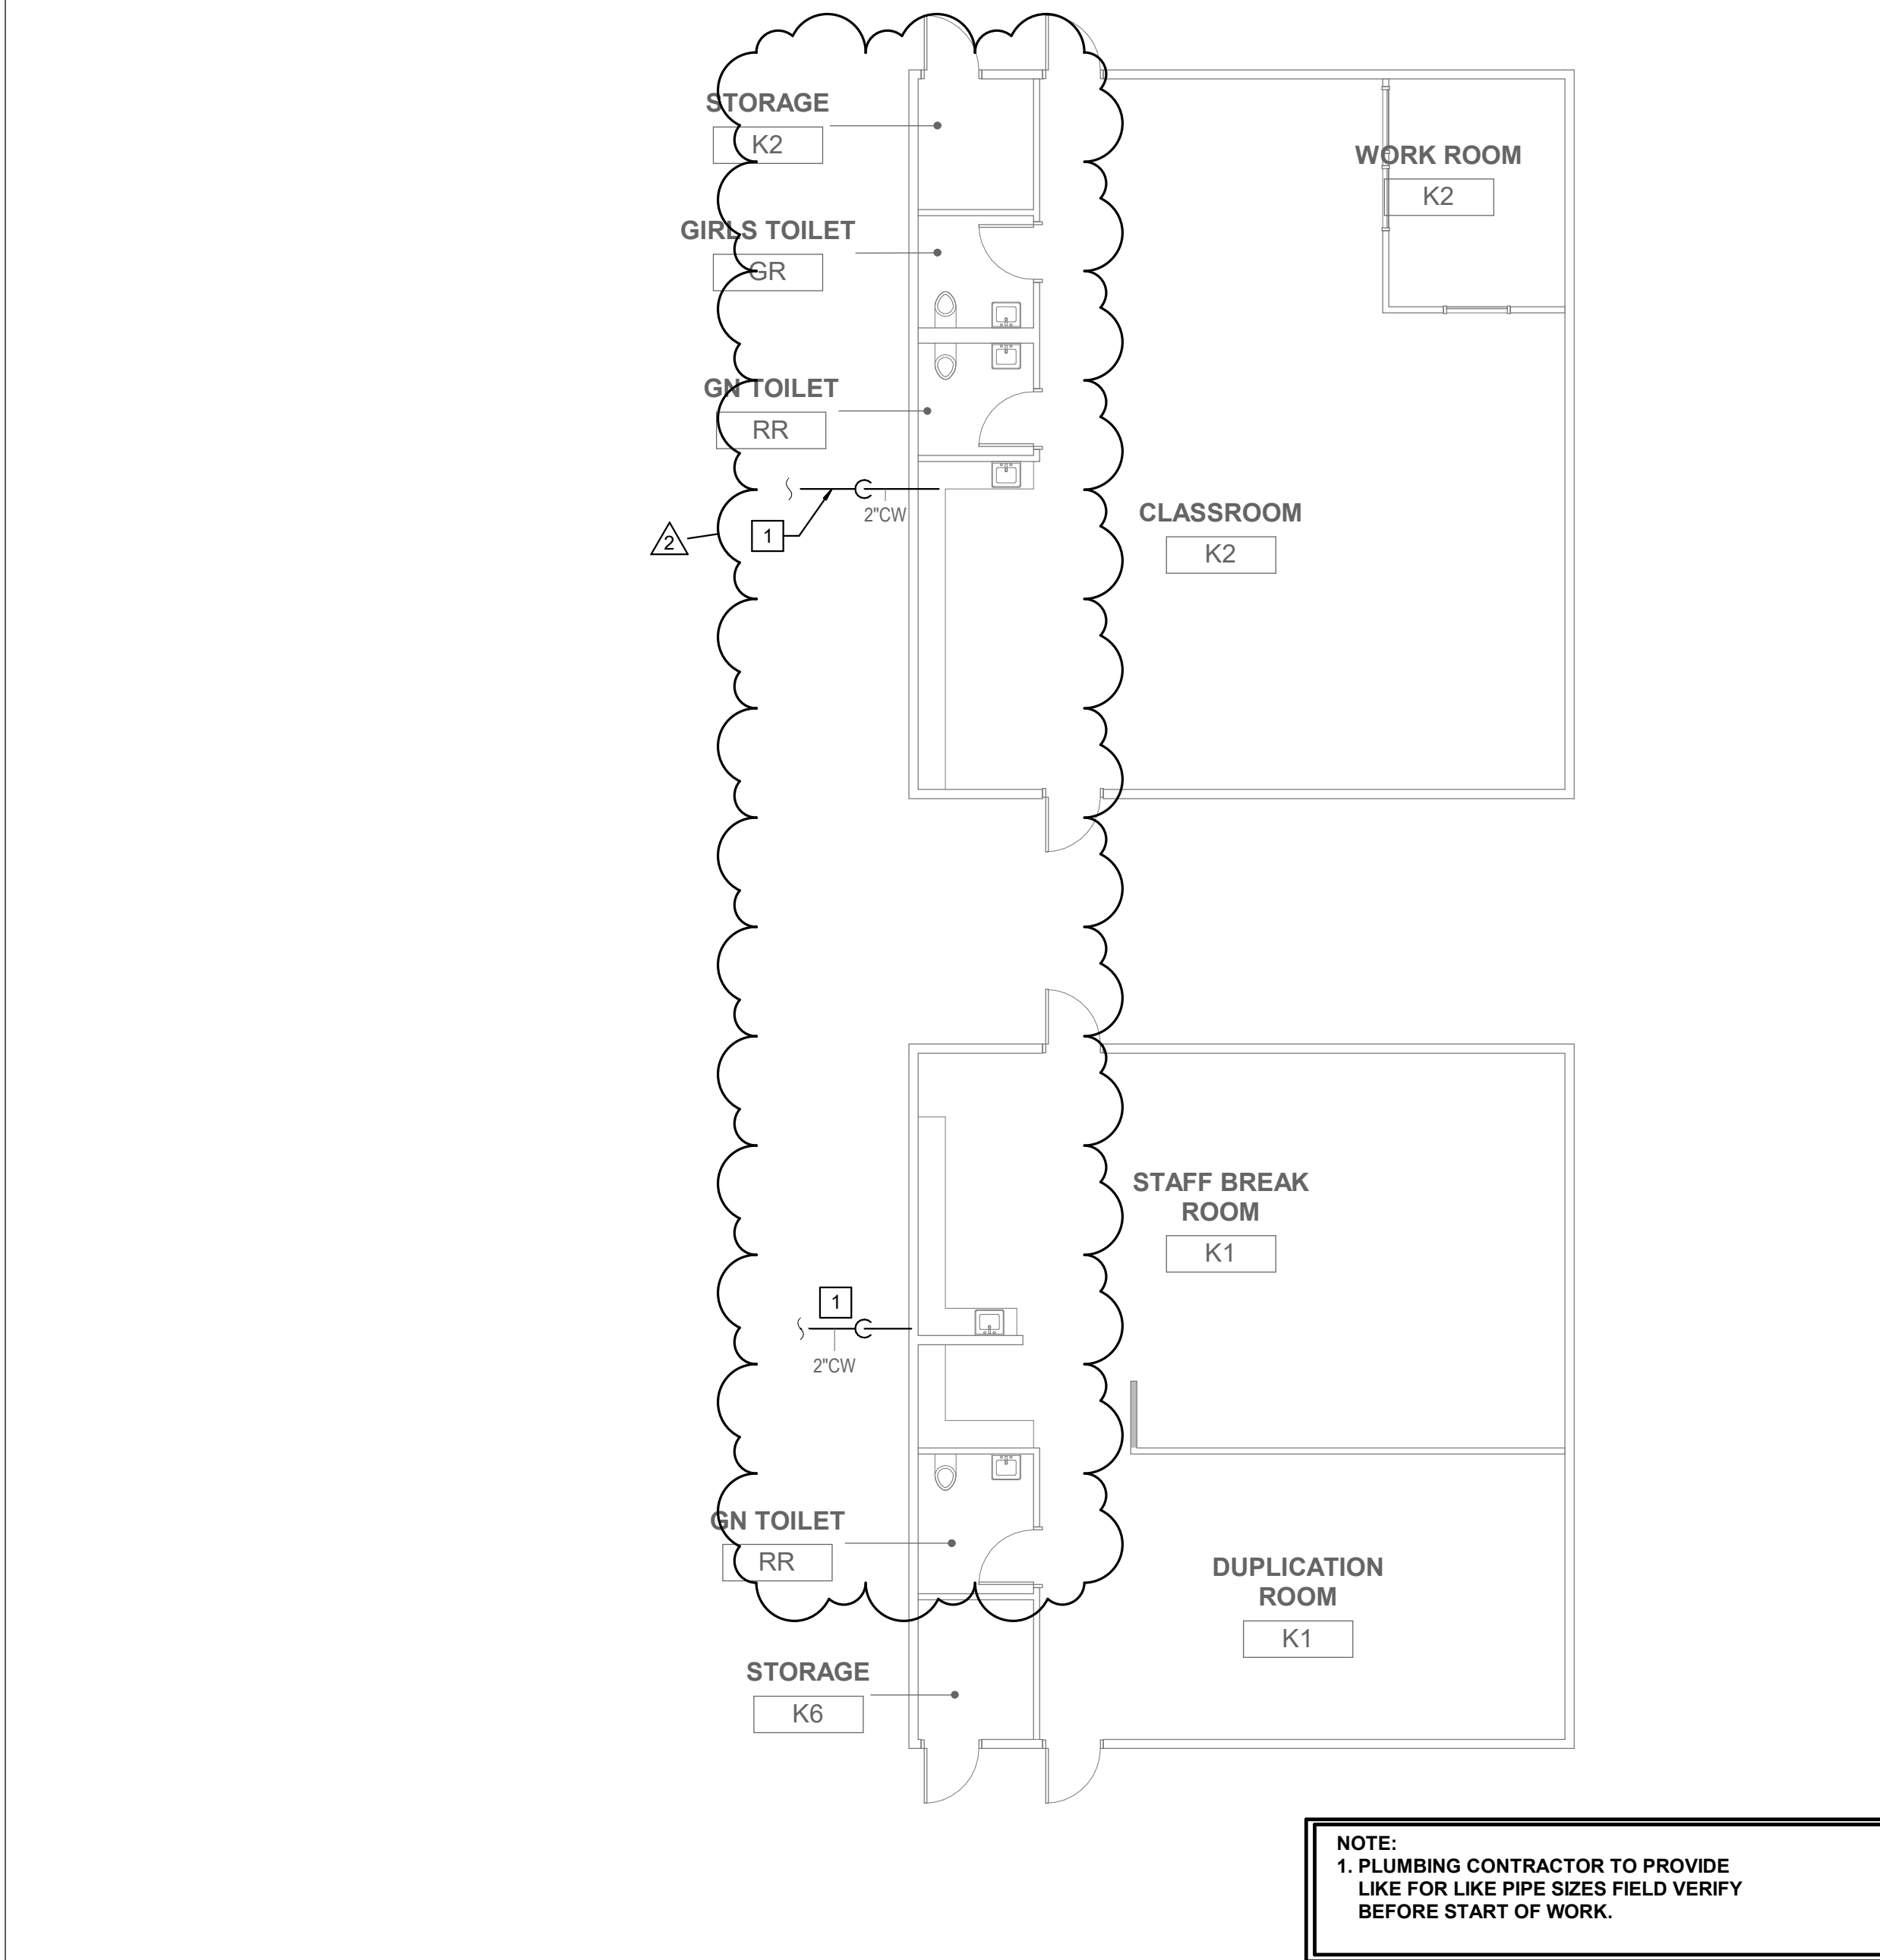 STORAGE
K2
WORK ROOM
K2
GIRLS TOILET
GR
GN TOILET
RR
2"CW
2
1
CLASSROOM
K2
STAFF BREAK
ROOM
K1
1
2"CW
GN TOILET
RR
DUPLICATION
ROOM
K1
STORAGE
K6
NOTE:
1. PLUMBING CONTRACTOR TO PROVIDE
LIKE FOR LIKE PIPE SIZES FIELD VERIFY
BEFORE START OF WORK.